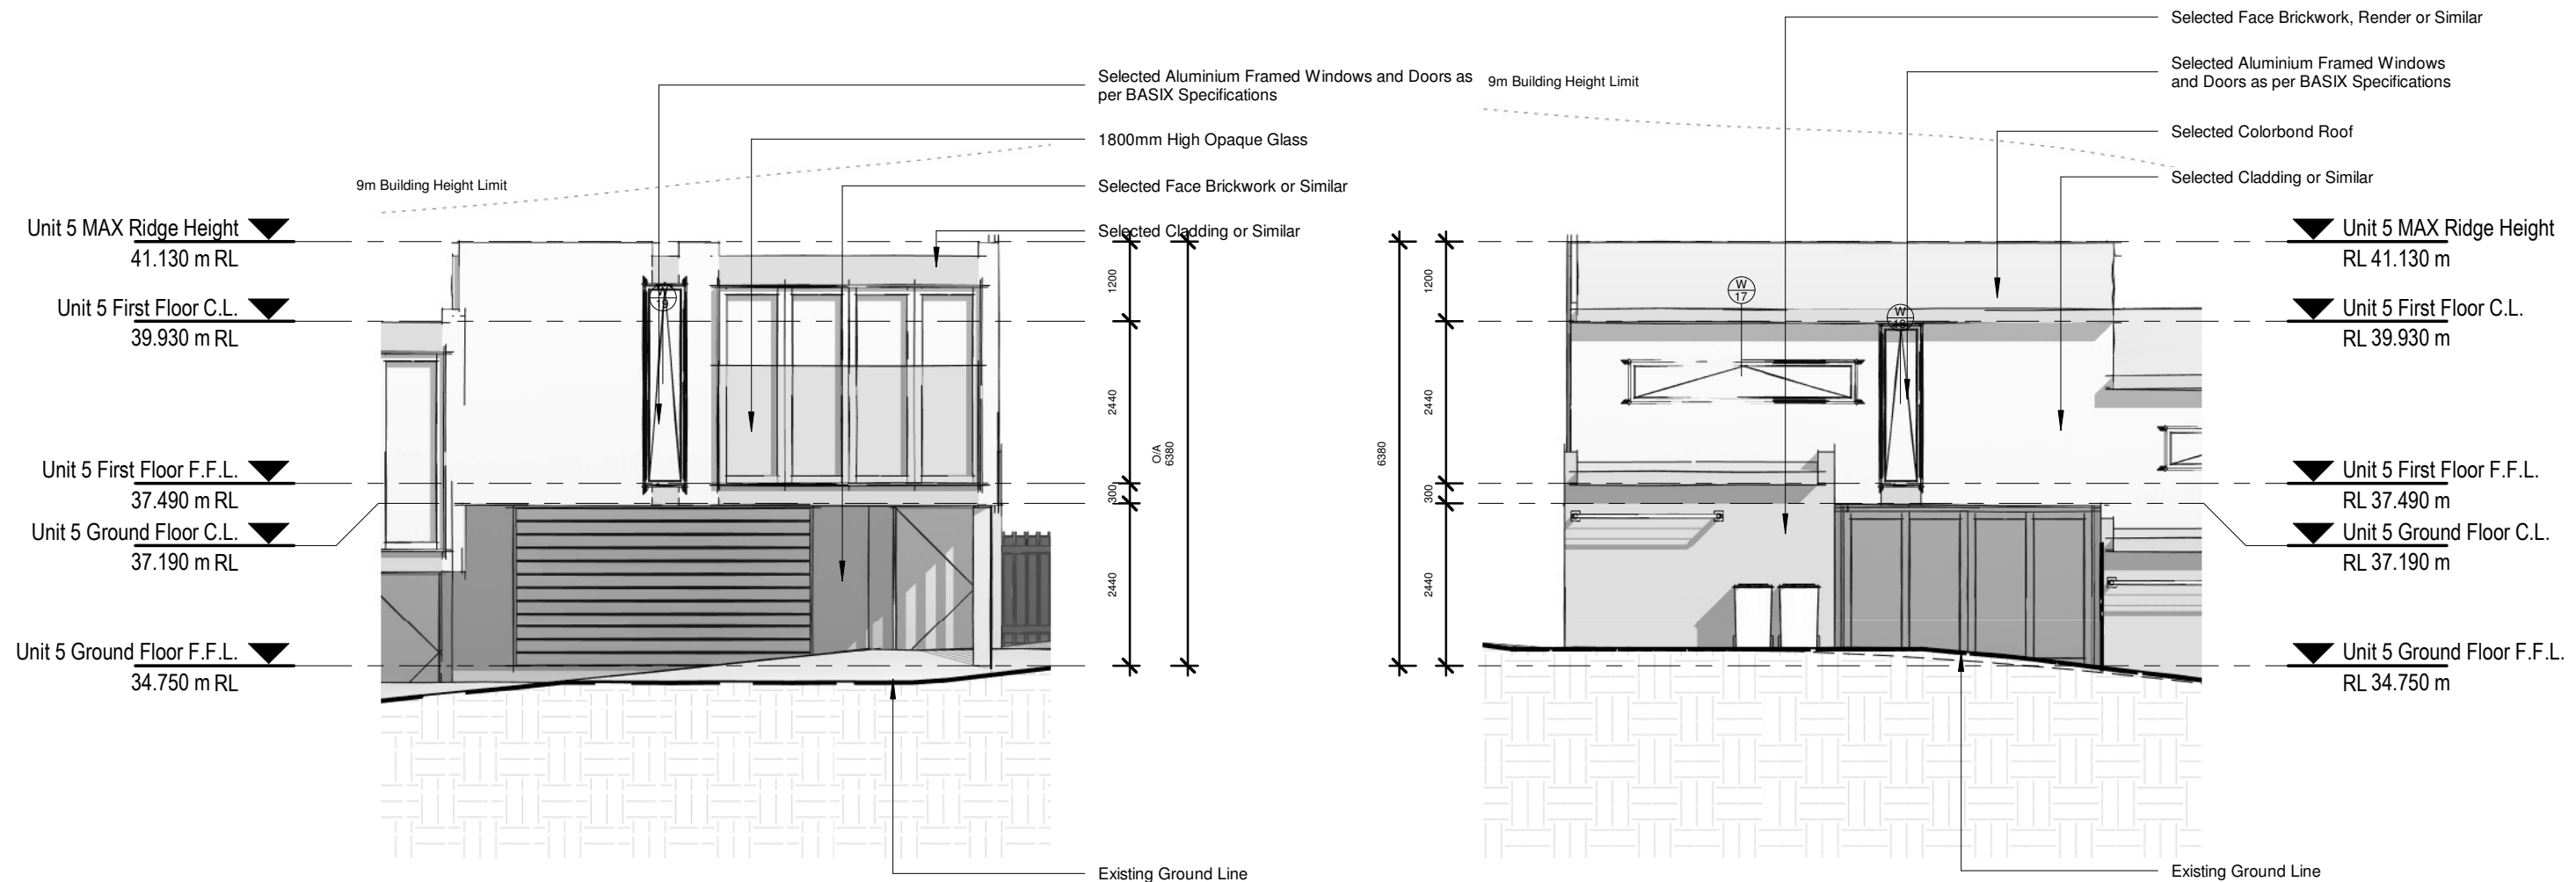 Selected Aluminium Framed Windows and Doors as
per BASIX Specifications
1800mm High Opaque Glass
9m Building Height Limit
Selected Face Brickwork or Similar
Selected Cladding or Similar
Unit 5 MAX Ridge Height
41.130 m RL
Unit 5 First Floor C.L.
39.930 m RL
Unit 5 First Floor F.F.L.
37.490 m RL
Unit 5 Ground Floor C.L.
37.190 m RL
Unit 5 Ground Floor F.F.L.
34.750 m RL
W
19
1200
2440
300
2440
O/A
6380
Existing Ground Line
Selected Face Brickwork, Render or Similar
9m Building Height Limit
Selected Aluminium Framed Windows
and Doors as per BASIX Specifications
Selected Colorbond Roof
Selected Cladding or Similar
6380
1200
2440
300
2440
W
17
W
18
Unit 5 MAX Ridge Height
RL 41.130 m
Unit 5 First Floor C.L.
RL 39.930 m
Unit 5 First Floor F.F.L.
RL 37.490 m
Unit 5 Ground Floor C.L.
RL 37.190 m
Unit 5 Ground Floor F.F.L.
RL 34.750 m
Existing Ground Line